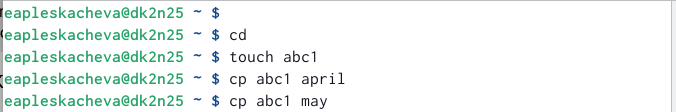 eapleskacheva@dk2n25 ~ $
eapleskacheva@dk2n25 ~ $ cd
eapleskacheva@dk2n25 ~ $ touch abc1
eapleskacheva@dk2n25 ~ $ cp abc1 april
eapleskacheva@dk2n25 ~ $ cp abc1 may